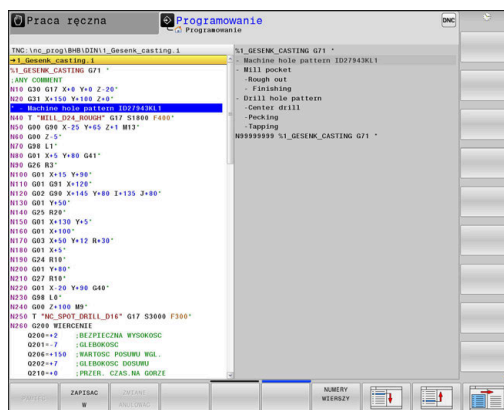 Praca ręczna
Programowanie
Programowanie
DNC
TNC:\nc_prog\BHB\DIN\1_Gesenk_casting.i
→1_Gesenk_casting.i
%1_GESENK_CASTING G71 *
;ANY COMMENT
N10 G30 G17 X+0 Y+0 Z-20*
N20 G31 X+150 Y+100 Z+0*
* - Machine hole pattern ID27943KL1
N40 T "MILL_D24_ROUGH" G17 S1800 F400*
N50 G00 G90 X-25 Y+65 Z+1 M13*
N60 G00 Z-5*
N70 G98 L1*
N80 G01 X+5 Y+80 G41*
N90 G26 R3*
N100 G01 X+15 Y+90*
N110 G01 G91 X+120*
N120 G02 G90 X+145 Y+80 I+135 J+80*
N130 G01 Y+50*
N140 G25 R20*
N150 G01 X+130 Y+5*
N160 G01 X+100*
N170 G03 X+50 Y+12 R+30*
N180 G01 X+5*
N190 G24 R10*
N200 G01 Y+80*
N210 G27 R10*
N220 G01 X-20 Y+90 G40*
N230 G98 L0*
N240 G00 Z+100 M9*
N250 T "NC_SPOT_DRILL_D16" G17 S3000 F300*
N260 G200 WIERCENIE
Q200=+2 ;BEZPIECZNA WYSOKOSC
Q201=-7 ;GLEBOKOSC
Q206=+150 ;WARTOSC POSUWU WGL.
Q202=+7 ;GLEBOKOSC DOSUWU
Q210=+0 ;PRZER. CZAS.NA GORZE
%1_GESENK_CASTING G71 *
- Machine hole pattern ID27943KL1
- Mill pocket
-Rough out
- Finishing
- Drill hole pattern
-Center drill
-Pecking
-Tapping
N99999999 %1_GESENK_CASTING G71 *
ZAPISAC
W
NUMERY
WIERSZY